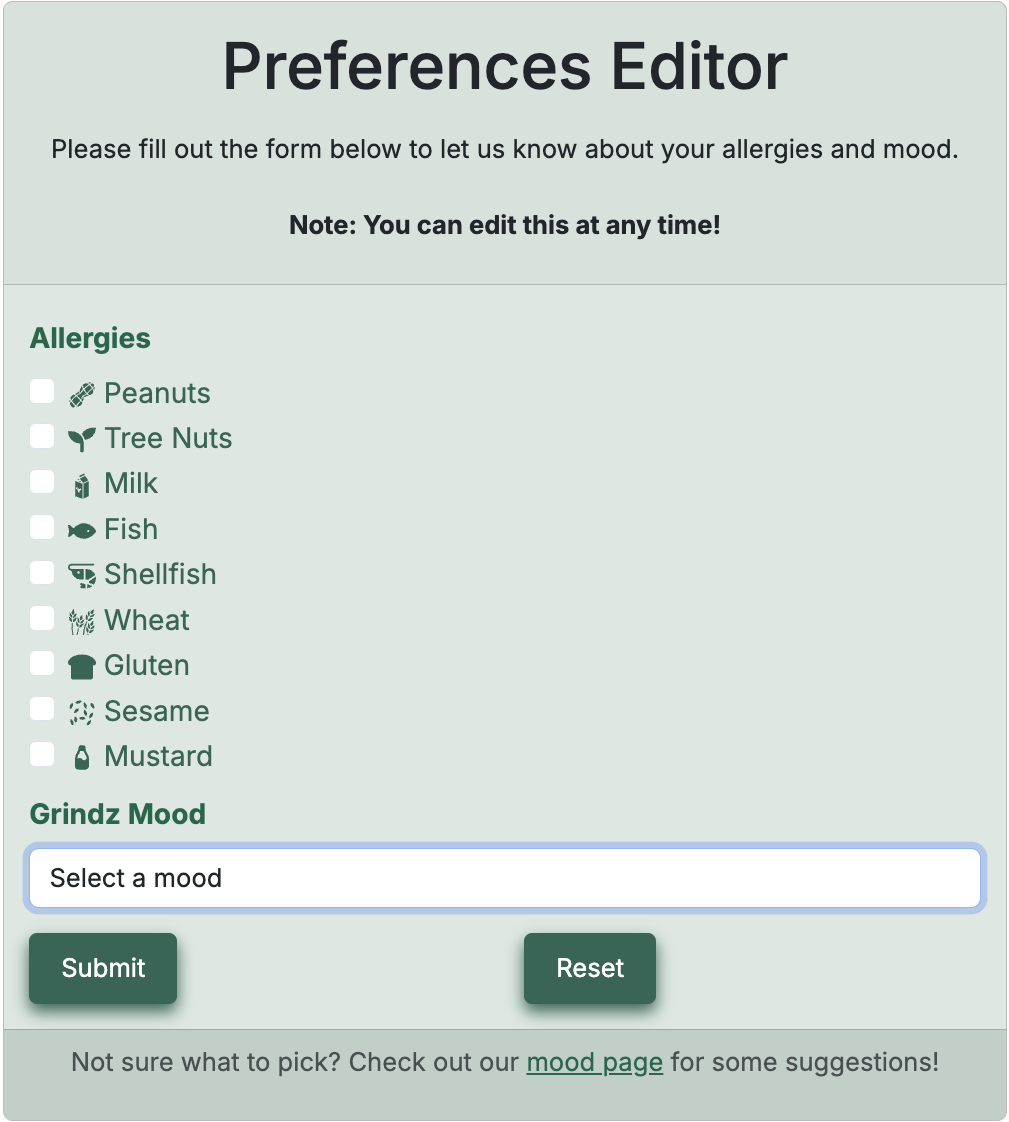 Preferences Editor
Please fill out the form below to let us know about your allergies and mood.
Note: You can edit this at any time!
Allergies
Peanuts
Tree Nuts
Milk
Fish
Shellfish
Wheat
Gluten
Sesame
Mustard
Grindz Mood
Select a mood
Submit
Reset
Not sure what to pick? Check out our mood page for some suggestions!